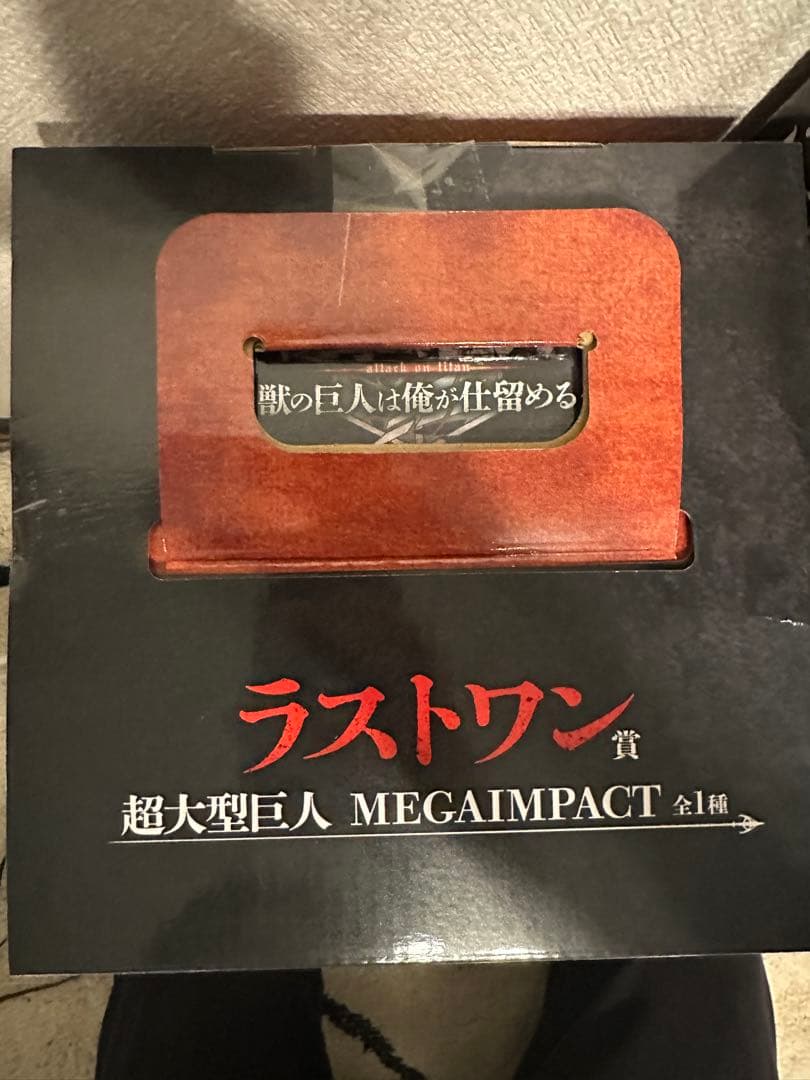 attack on titan
獣の巨人は俺が仕留める
ラストワン賞
超大型巨人 MEGAIMPACT 全1種